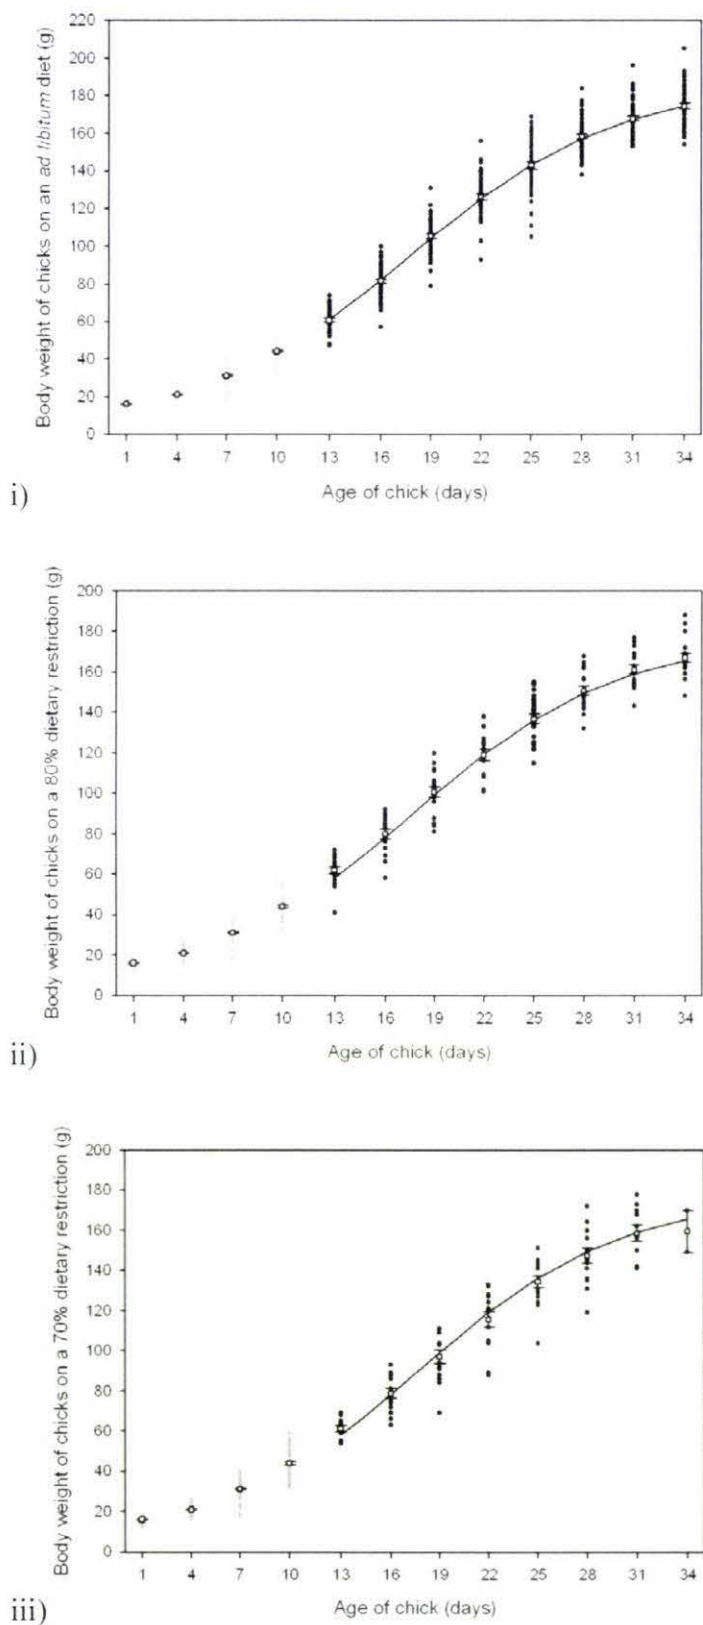 Body weight of chicks on an ad libitum diet (g)
220
200
180
160
140
120
100
80
60
40
20
0
1 4 7 10 13 16 19 22 25 28 31 34
Age of chick (days)
i)
Body weight of chicks on a 80% dietary restriction (g)
200
180
160
140
120
100
80
60
40
20
0
1 4 7 10 13 16 19 22 25 28 31 34
Age of chick (days)
ii)
Body weight of chicks on a 70% dietary restriction (g)
200
180
160
140
120
100
80
60
40
20
0
1 4 7 10 13 16 19 22 25 28 31 34
Age of chick (days)
iii)